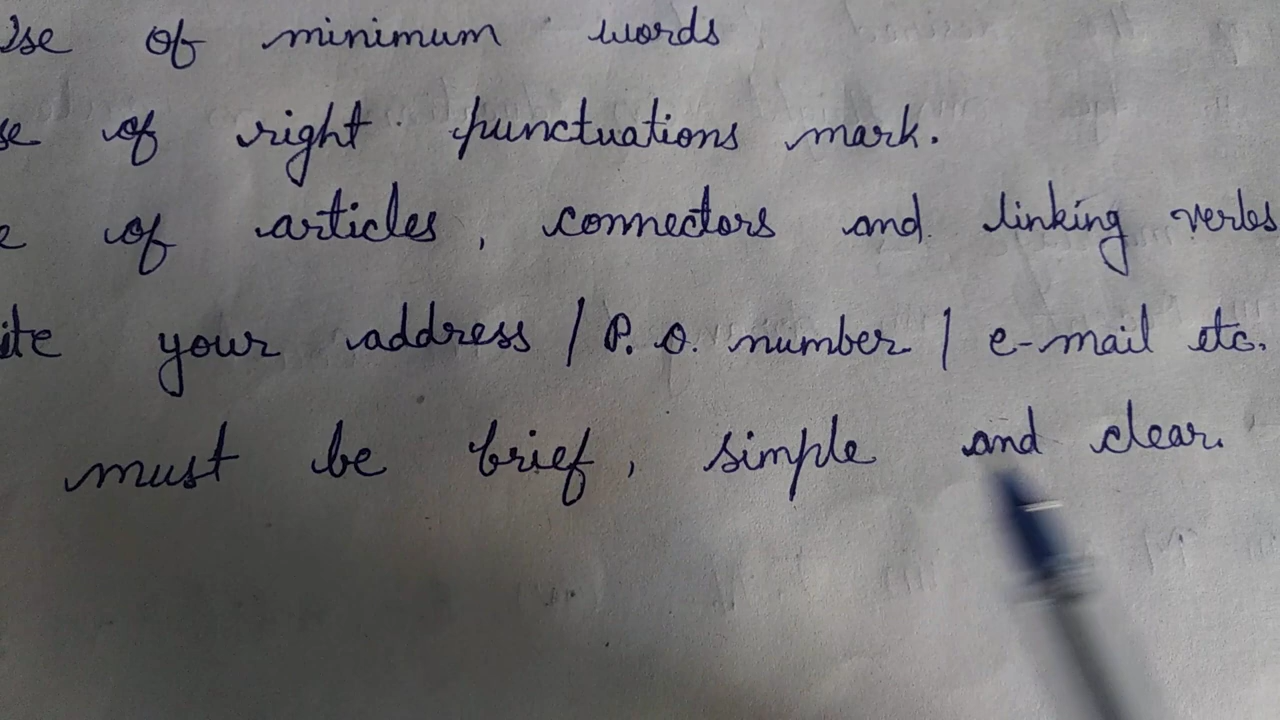 Use of minimum words
se of right punctuations mark.
e of articles, connectors and linking verbs
ite your address / P. O. number / e-mail etc.
must be brief, simple and clear.